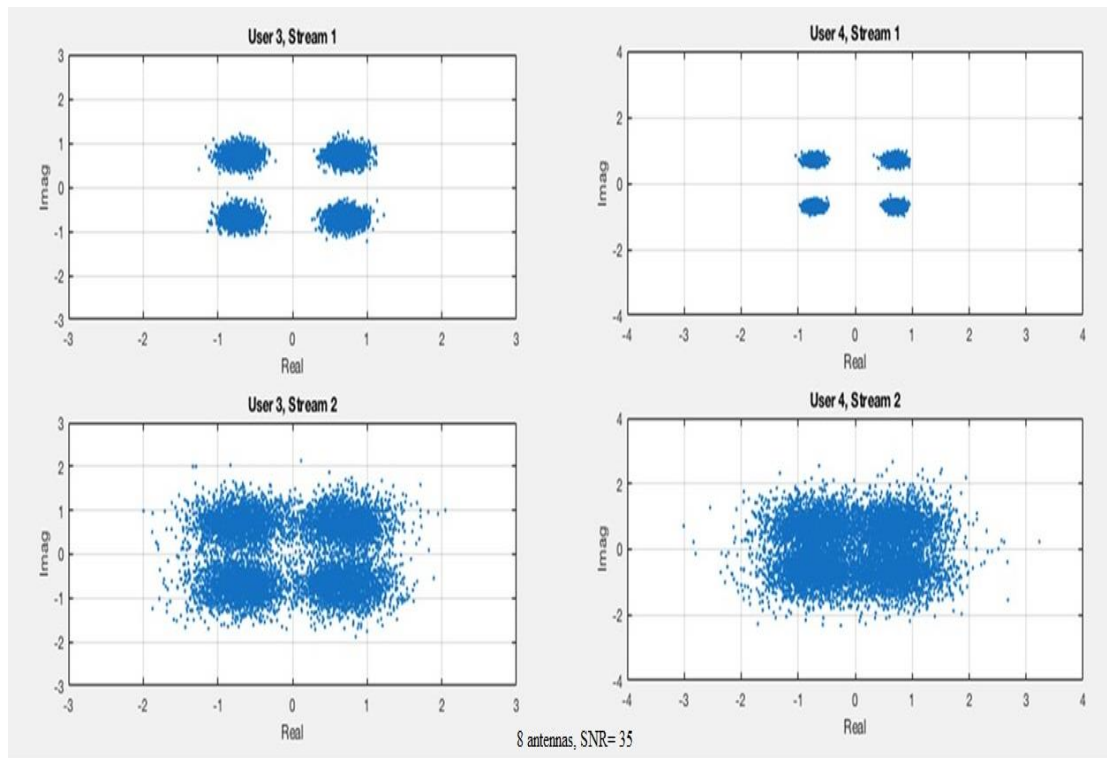 User 3, Stream 1
3
2
1
0
-1
-2
-3
Imag
-3 -2 -1 0 1 2 3
Real
User 4, Stream 1
4
2
0
-2
-4
Imag
-4 -3 -2 -1 0 1 2 3 4
Real
User 3, Stream 2
3
2
1
0
-1
-2
-3
Imag
-3 -2 -1 0 1 2 3
Real
User 4, Stream 2
4
2
0
-2
-4
Imag
-4 -3 -2 -1 0 1 2 3 4
Real
8 antennas, SNR= 35